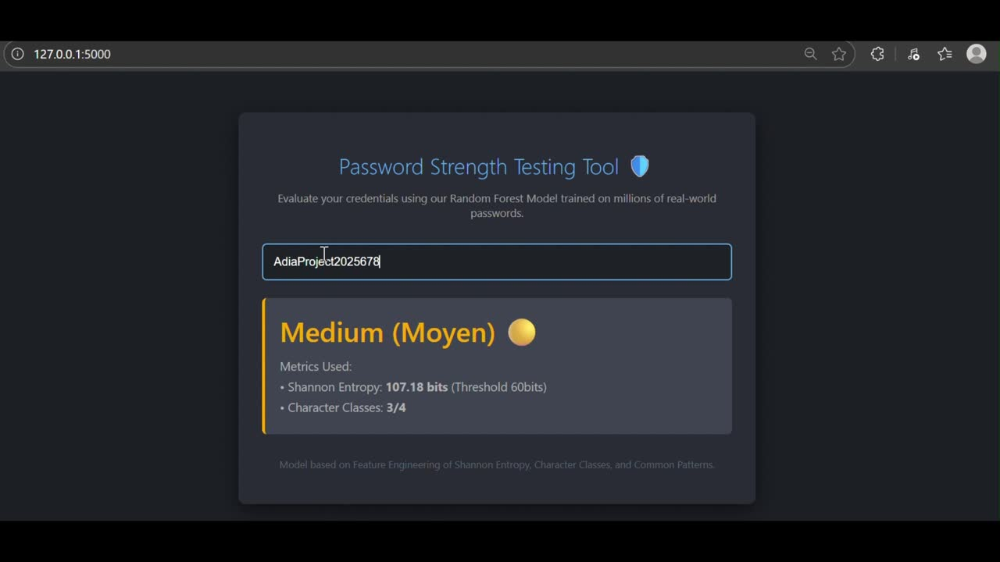 127.0.0.1:5000
Password Strength Testing Tool
Evaluate your credentials using our Random Forest Model trained on millions of real-world
passwords.
AdiaProject2025678
Medium (Moyen)
Metrics Used:
• Shannon Entropy: 107.18 bits (Threshold 60bits)
• Character Classes: 3/4
Model based on Feature Engineering of Shannon Entropy, Character Classes, and Common Patterns.